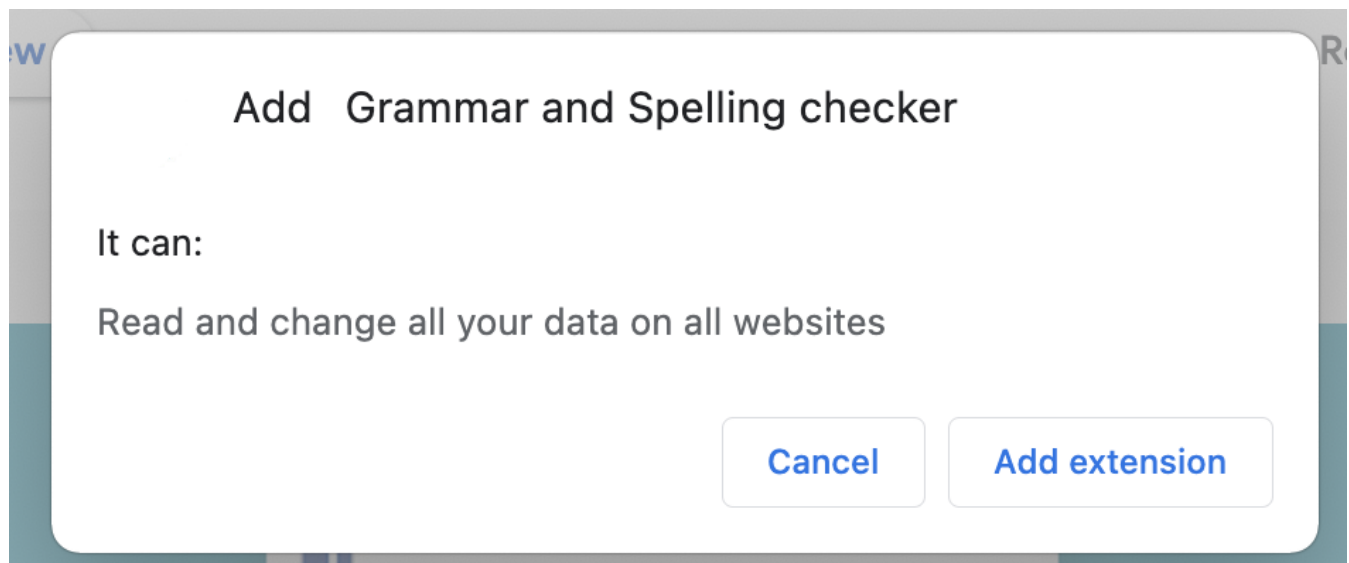 Add Grammar and Spelling checker
It can:
Read and change all your data on all websites
Cancel Add extension